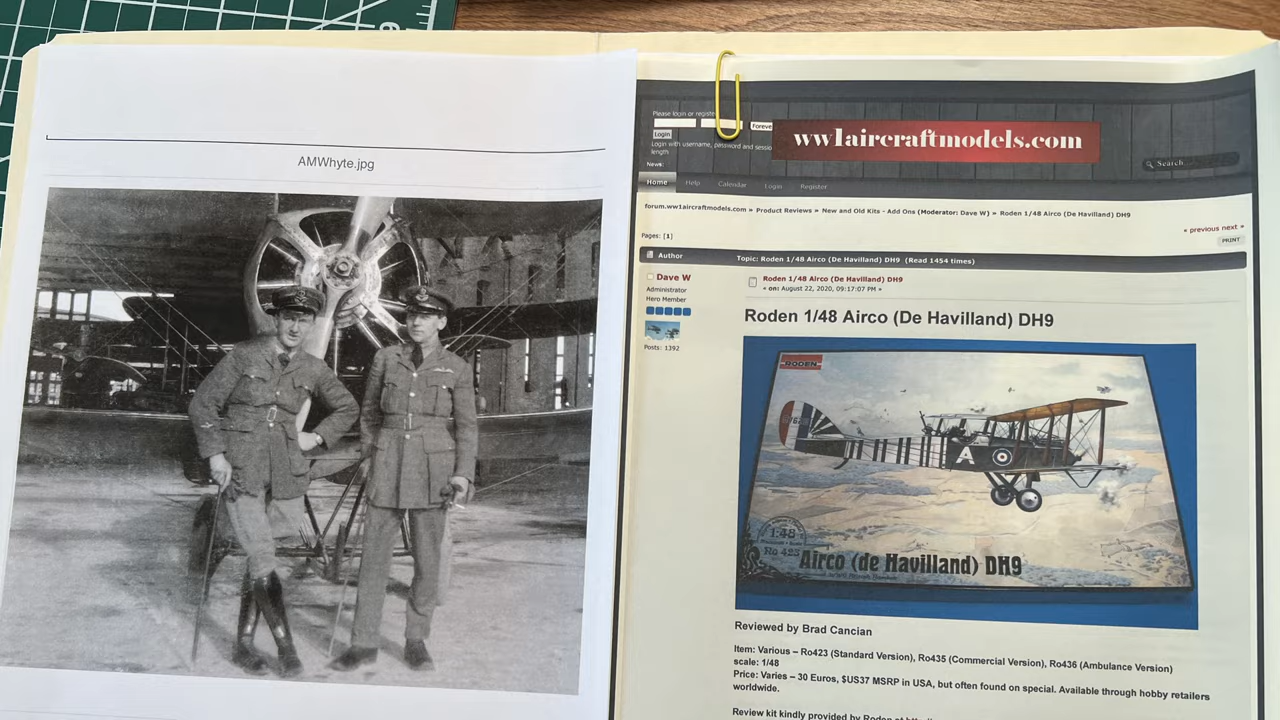 AMWhyte.jpg
Please login or register
Forever
Login
Login with username, password and session
length
News:
ww1aircraftmodels.com
Search
Home Help Calendar Login Register
forum.ww1aircraftmodels.com » Product Reviews » New and Old Kits - Add Ons (Moderator: Dave W) » Roden 1/48 Airco (De Havilland) DH9
« previous next »
Pages: [1]
PRINT
Author Topic: Roden 1/48 Airco (De Havilland) DH9 (Read 1454 times)
Dave W
Administrator
Hero Member
Posts: 1392
Roden 1/48 Airco (De Havilland) DH9
« on: August 22, 2020, 09:17:07 PM »
Roden 1/48 Airco (De Havilland) DH9
RODEN
A
1:48
Ro 423
Airco (de Havilland) DH9
Reviewed by Brad Cancian
Item: Various – Ro423 (Standard Version), Ro435 (Commercial Version), Ro436 (Ambulance Version)
scale: 1/48
Price: Varies – 30 Euros, $US37 MSRP in USA, but often found on special. Available through hobby retailers
worldwide.
Review kit kindly provided by Roden at